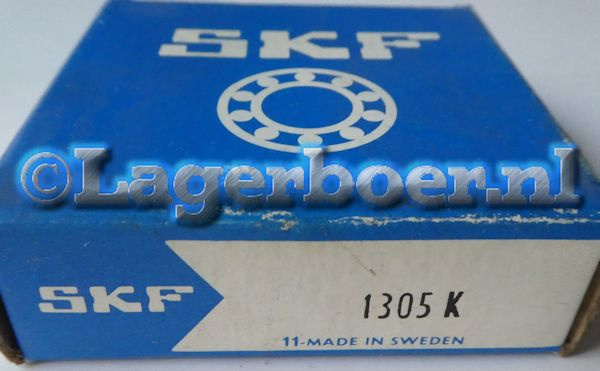 SKF
©Lagerboer.nl
SKF
1305 K
11-MADE IN SWEDEN